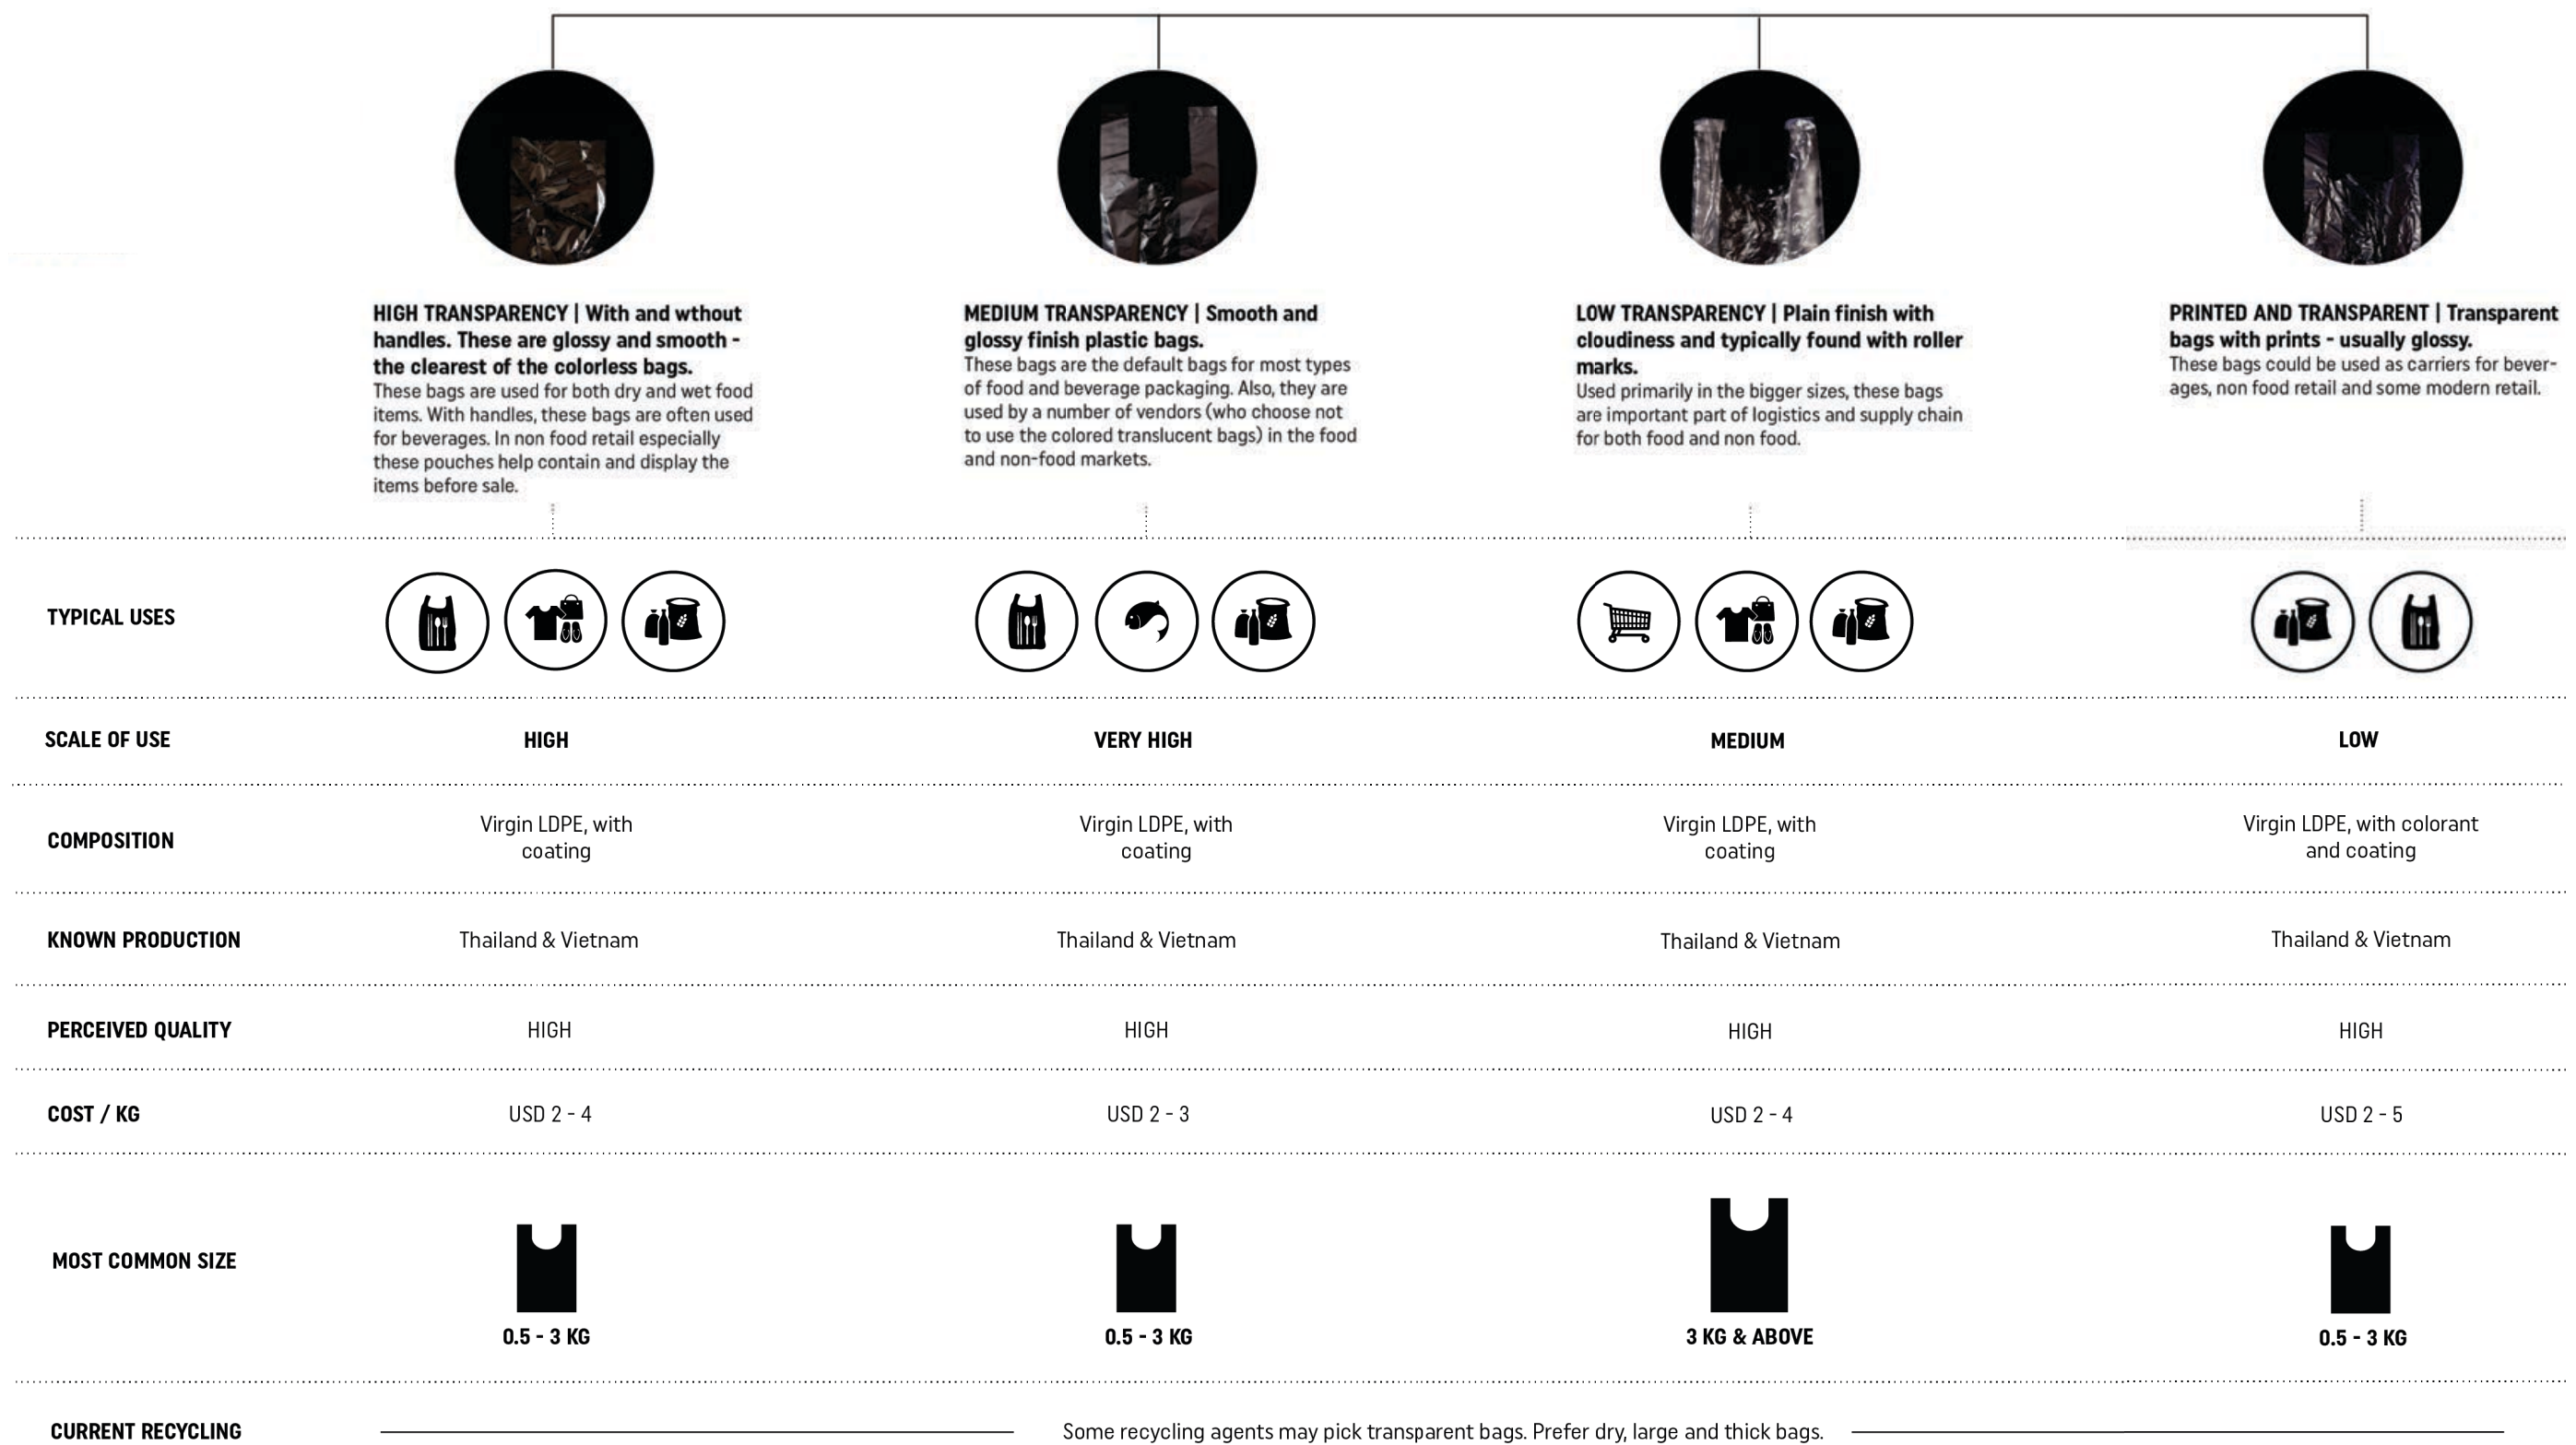 HIGH TRANSPARENCY | With and wthout
handles. These are glossy and smooth -
the clearest of the colorless bags.
These bags are used for both dry and wet food
items. With handles, these bags are often used
for beverages. In non food retail especially
these pouches help contain and display the
items before sale.
MEDIUM TRANSPARENCY | Smooth and
glossy finish plastic bags.
These bags are the default bags for most types
of food and beverage packaging. Also, they are
used by a number of vendors (who choose not
to use the colored translucent bags) in the food
and non-food markets.
LOW TRANSPARENCY | Plain finish with
cloudiness and typically found with roller
marks.
Used primarily in the bigger sizes, these bags
are important part of logistics and supply chain
for both food and non food.
PRINTED AND TRANSPARENT | Transparent
bags with prints - usually glossy.
These bags could be used as carriers for bever-
ages, non food retail and some modern retail.
TYPICAL USES
SCALE OF USE
HIGH
VERY HIGH
MEDIUM
LOW
COMPOSITION
Virgin LDPE, with
coating
Virgin LDPE, with
coating
Virgin LDPE, with
coating
Virgin LDPE, with colorant
and coating
KNOWN PRODUCTION
Thailand & Vietnam
Thailand & Vietnam
Thailand & Vietnam
Thailand & Vietnam
PERCEIVED QUALITY
HIGH
HIGH
HIGH
HIGH
COST / KG
USD 2 - 4
USD 2 - 3
USD 2 - 4
USD 2 - 5
MOST COMMON SIZE
0.5 - 3 KG
0.5 - 3 KG
3 KG & ABOVE
0.5 - 3 KG
CURRENT RECYCLING
Some recycling agents may pick transparent bags. Prefer dry, large and thick bags.